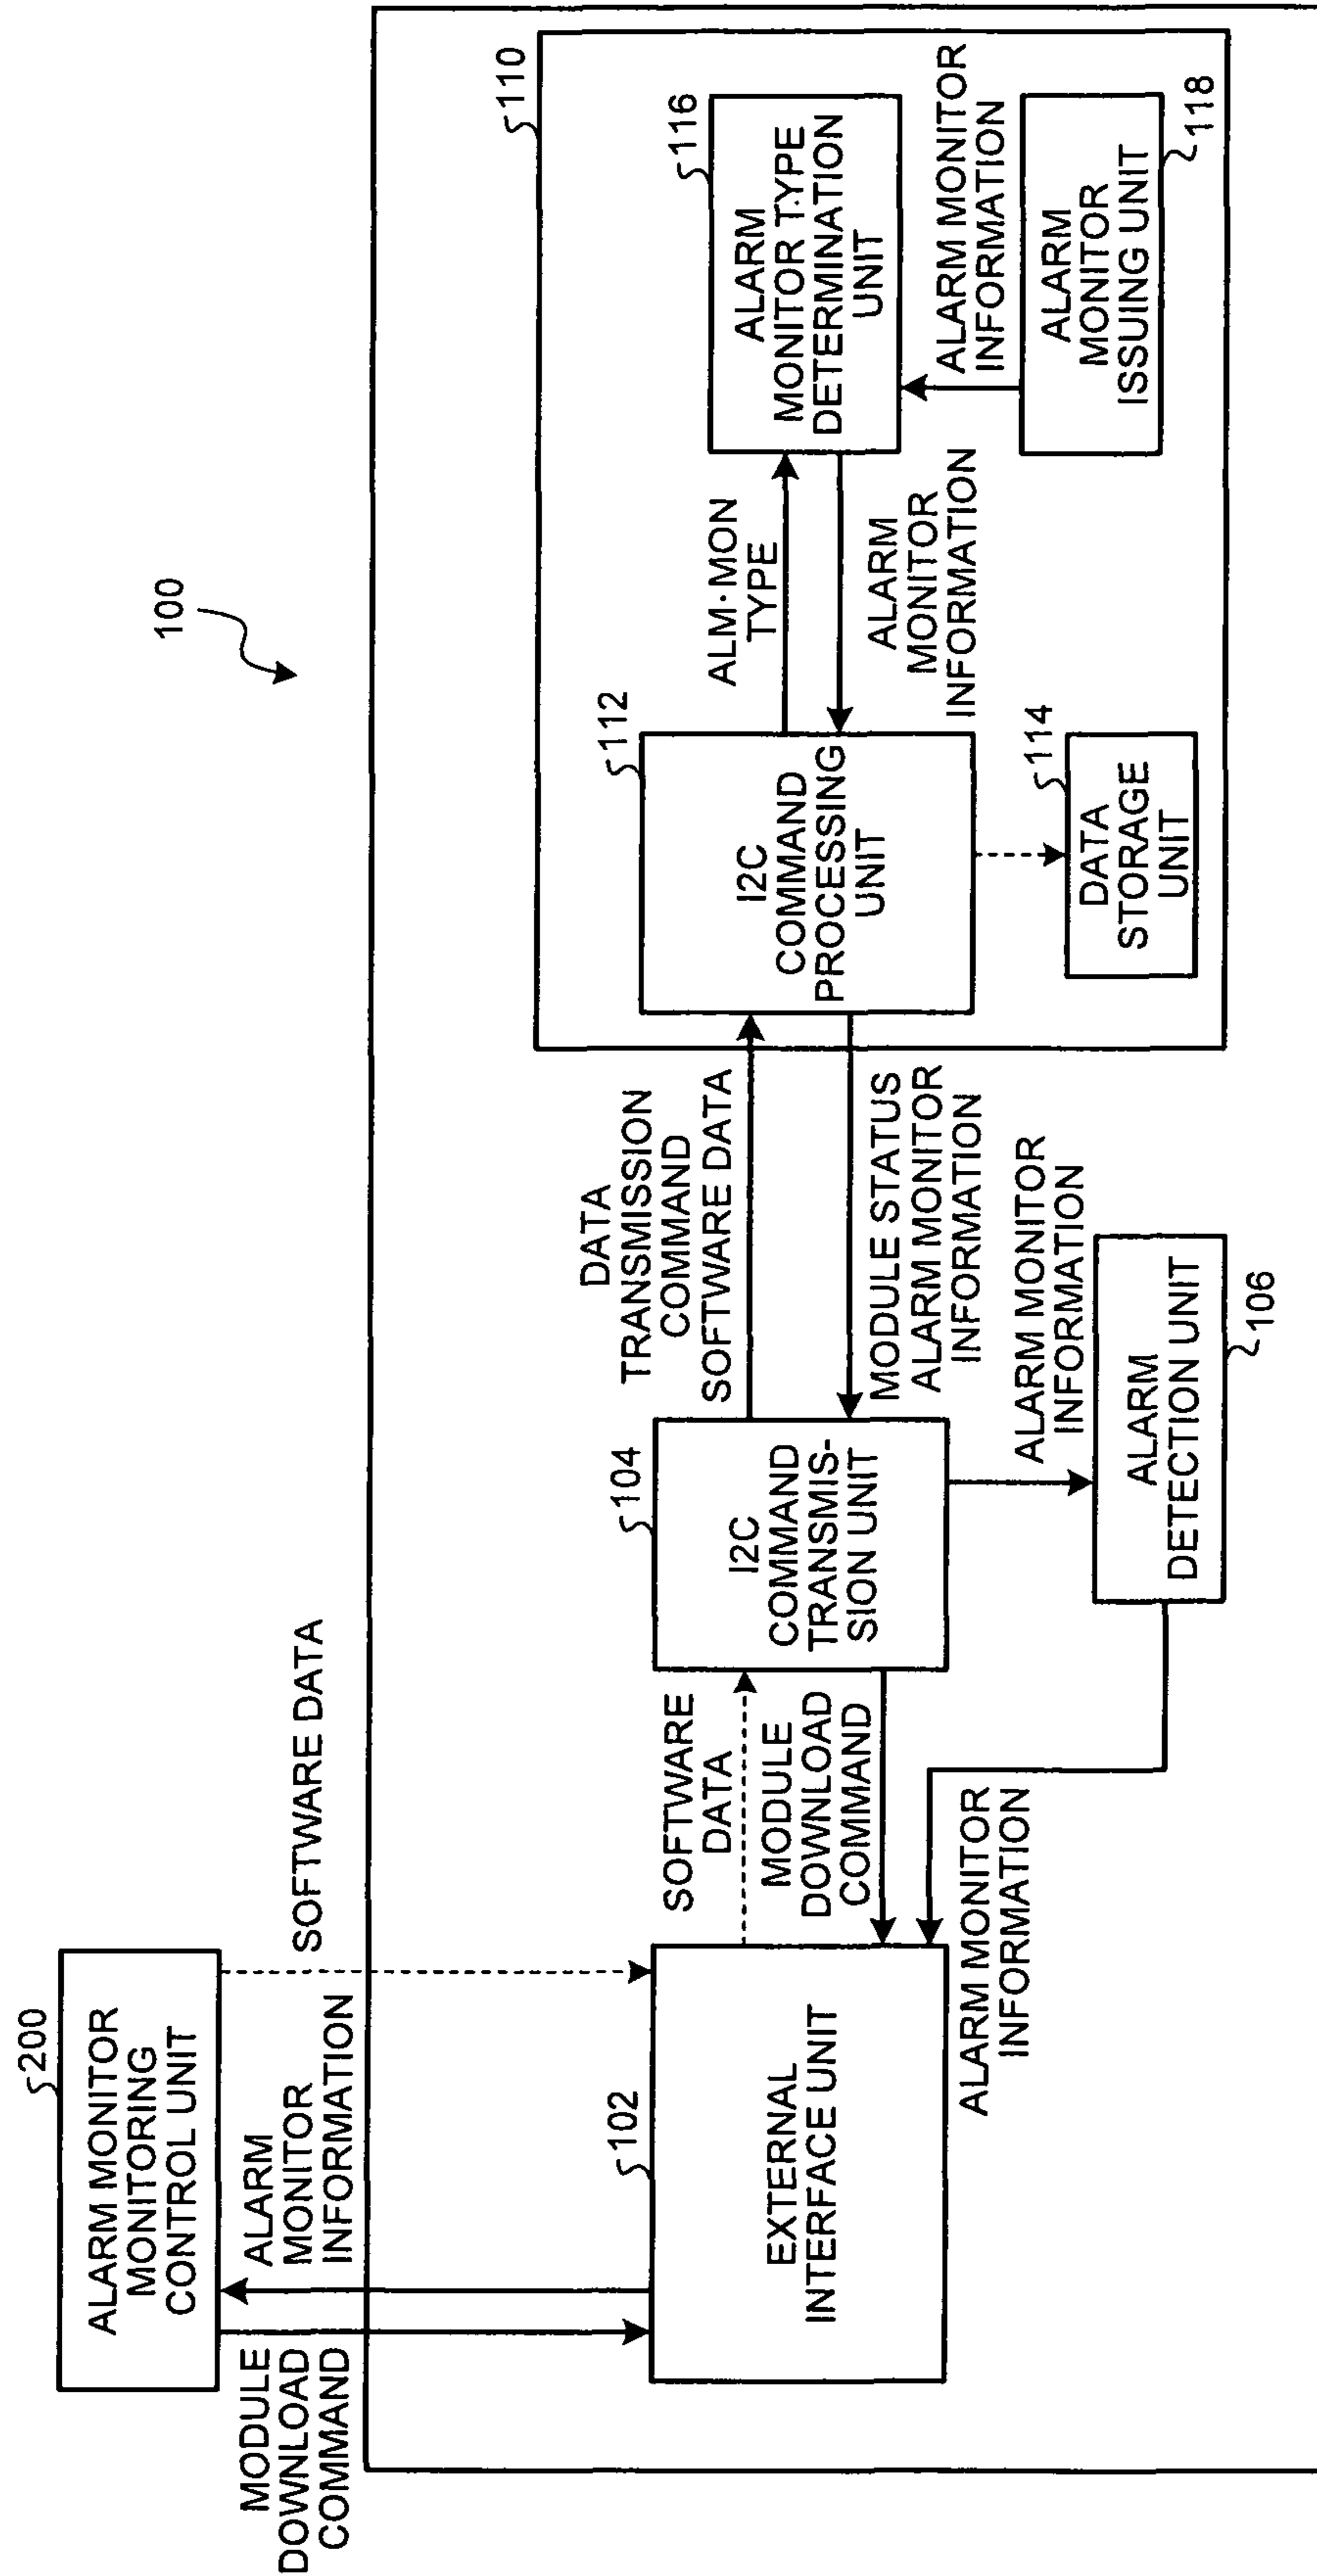 100
200
ALARM MONITOR
MONITORING
CONTROL UNIT
MODULE
DOWNLOAD
COMMAND
ALARM
MONITOR
INFORMATION
SOFTWARE DATA
102
EXTERNAL
INTERFACE UNIT
SOFTWARE
DATA
MODULE
DOWNLOAD
COMMAND
ALARM MONITOR
INFORMATION
104
I2C
COMMAND
TRANSMIS-
SION UNIT
ALARM MONITOR
INFORMATION
ALARM
DETECTION UNIT
106
DATA
TRANSMISSION
COMMAND
SOFTWARE DATA
MODULE STATUS
ALARM MONITOR
INFORMATION
110
112
I2C
COMMAND
PROCESSING
UNIT
114
DATA
STORAGE
UNIT
ALM·MON
TYPE
ALARM
MONITOR
INFORMATION
116
ALARM
MONITOR TYPE
DETERMINATION
UNIT
ALARM MONITOR
INFORMATION
ALARM
MONITOR
ISSUING UNIT
118